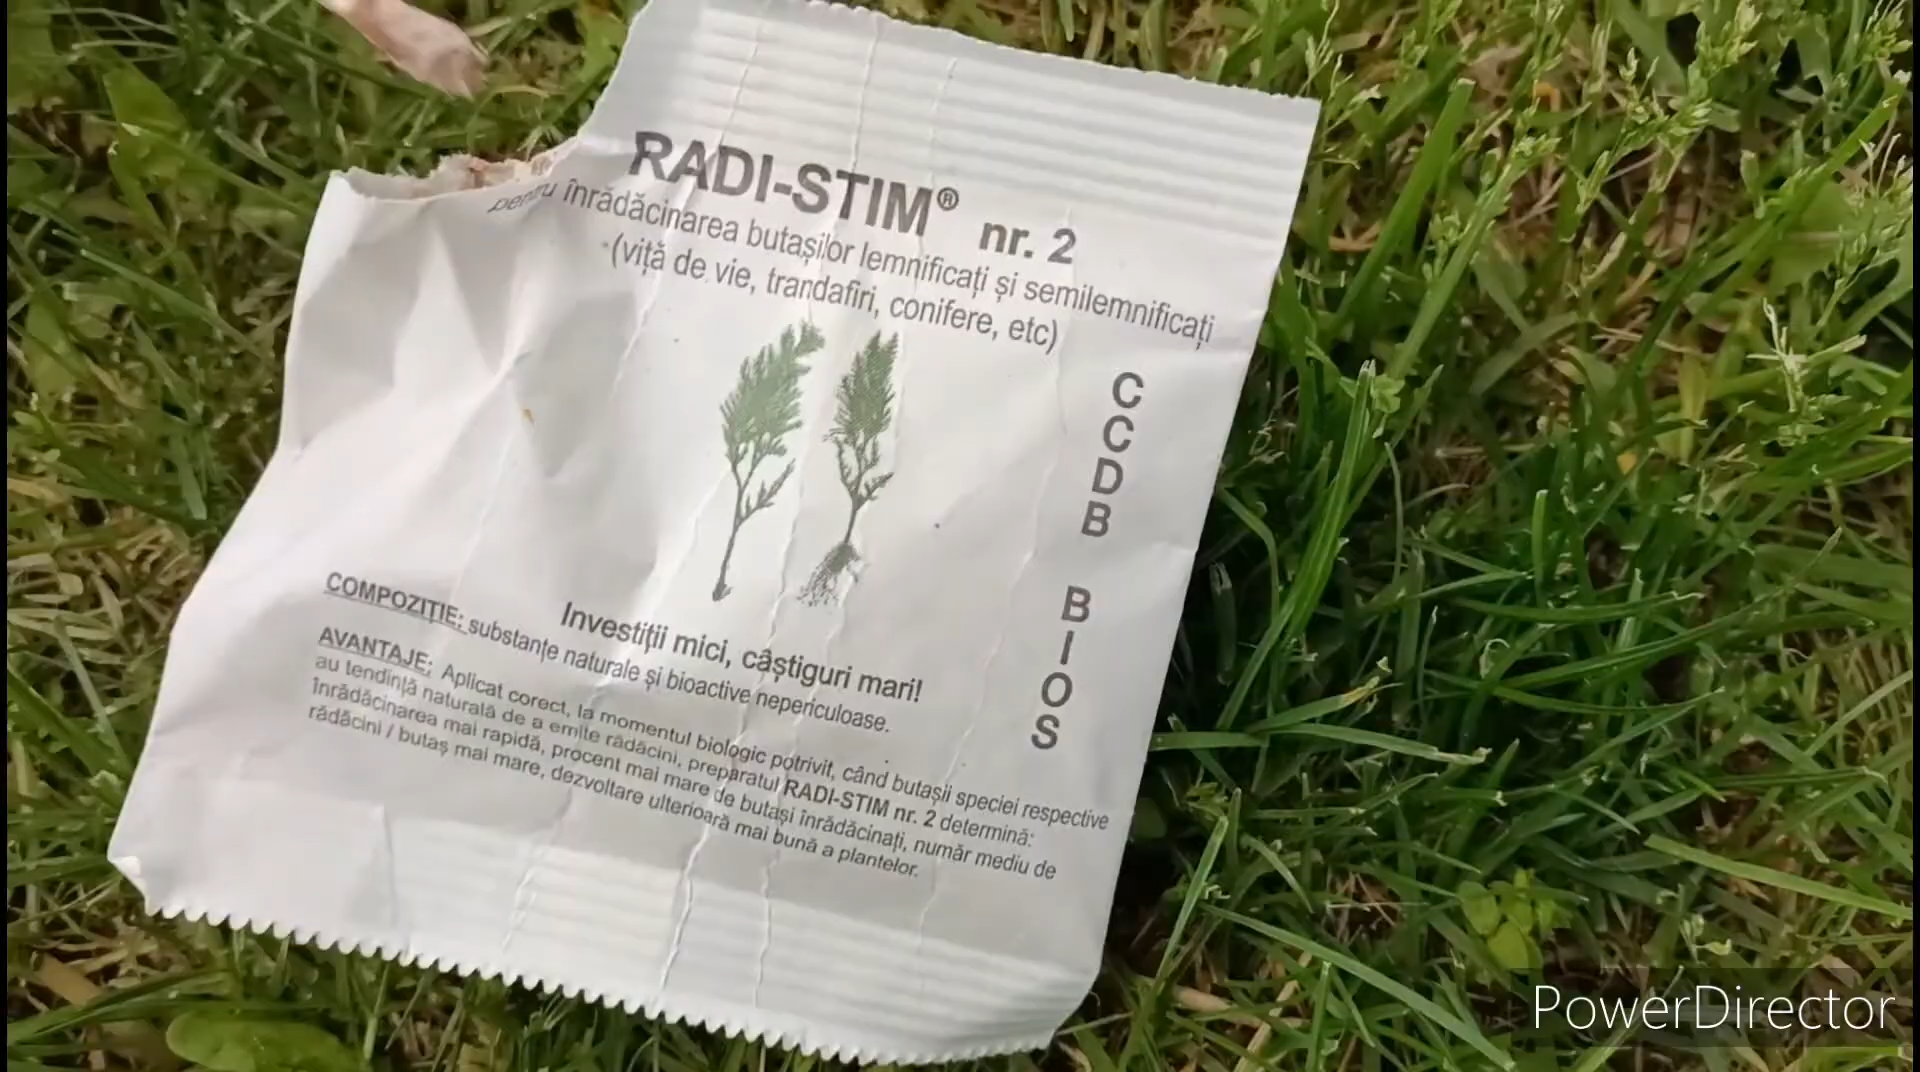 RADI-STIM® nr. 2
pentru înrădăcinarea butașilor lemnificați și semilemnificați
(viță de vie, trandafiri, conifere, etc)
CCDB BIOS
Investiții mici, câștiguri mari!
COMPOZIȚIE: substanțe naturale și bioactive nepericuloase.
AVANTAJE: Aplicat corect, la momentul biologic potrivit, când butașii speciei respective
au tendință naturală de a emite rădăcini, preparatul RADI-STIM nr. 2 determină:
înrădăcinarea mai rapidă, procent mai mare de butași înrădăcinați, număr mediu de
rădăcini / butaș mai mare, dezvoltare ulterioară mai bună a plantelor.
PowerDirector